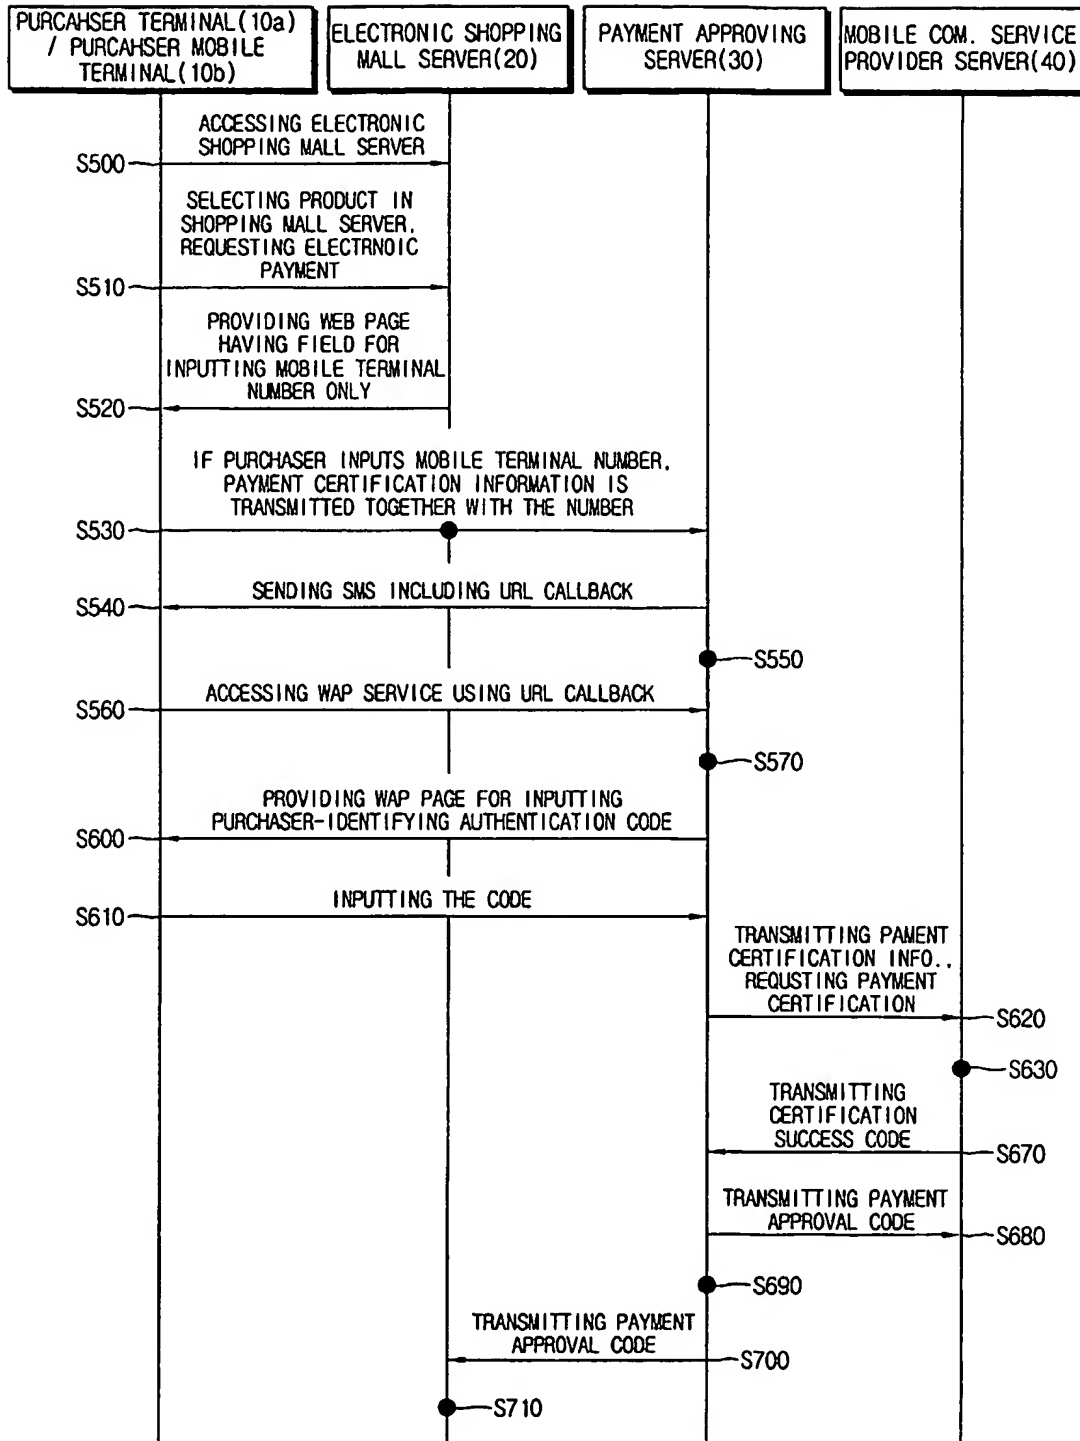 PURCAHSER TERMINAL(10a)
/ PURCAHSER MOBILE
TERMINAL(10b)
ELECTRONIC SHOPPING
MALL SERVER(20)
PAYMENT APPROVING
SERVER(30)
MOBILE COM. SERVICE
PROVIDER SERVER(40)
ACCESSING ELECTRONIC
SHOPPING MALL SERVER
S500
SELECTING PRODUCT IN
SHOPPING MALL SERVER,
REQUESTING ELECTRNOIC
PAYMENT
S510
PROVIDING WEB PAGE
HAVING FIELD FOR
INPUTTING MOBILE TERMINAL
NUMBER ONLY
S520
IF PURCHASER INPUTS MOBILE TERMINAL NUMBER,
PAYMENT CERTIFICATION INFORMATION IS
TRANSMITTED TOGETHER WITH THE NUMBER
S530
SENDING SMS INCLUDING URL CALLBACK
S540
S550
ACCESSING WAP SERVICE USING URL CALLBACK
S560
S570
PROVIDING WAP PAGE FOR INPUTTING
PURCHASER-IDENTIFYING AUTHENTICATION CODE
S600
INPUTTING THE CODE
S610
TRANSMITTING PAMENT
CERTIFICATION INFO.,
REQUSTING PAYMENT
CERTIFICATION
S620
S630
TRANSMITTING
CERTIFICATION
SUCCESS CODE
S670
TRANSMITTING PAYMENT
APPROVAL CODE
S680
S690
TRANSMITTING PAYMENT
APPROVAL CODE
S700
S710